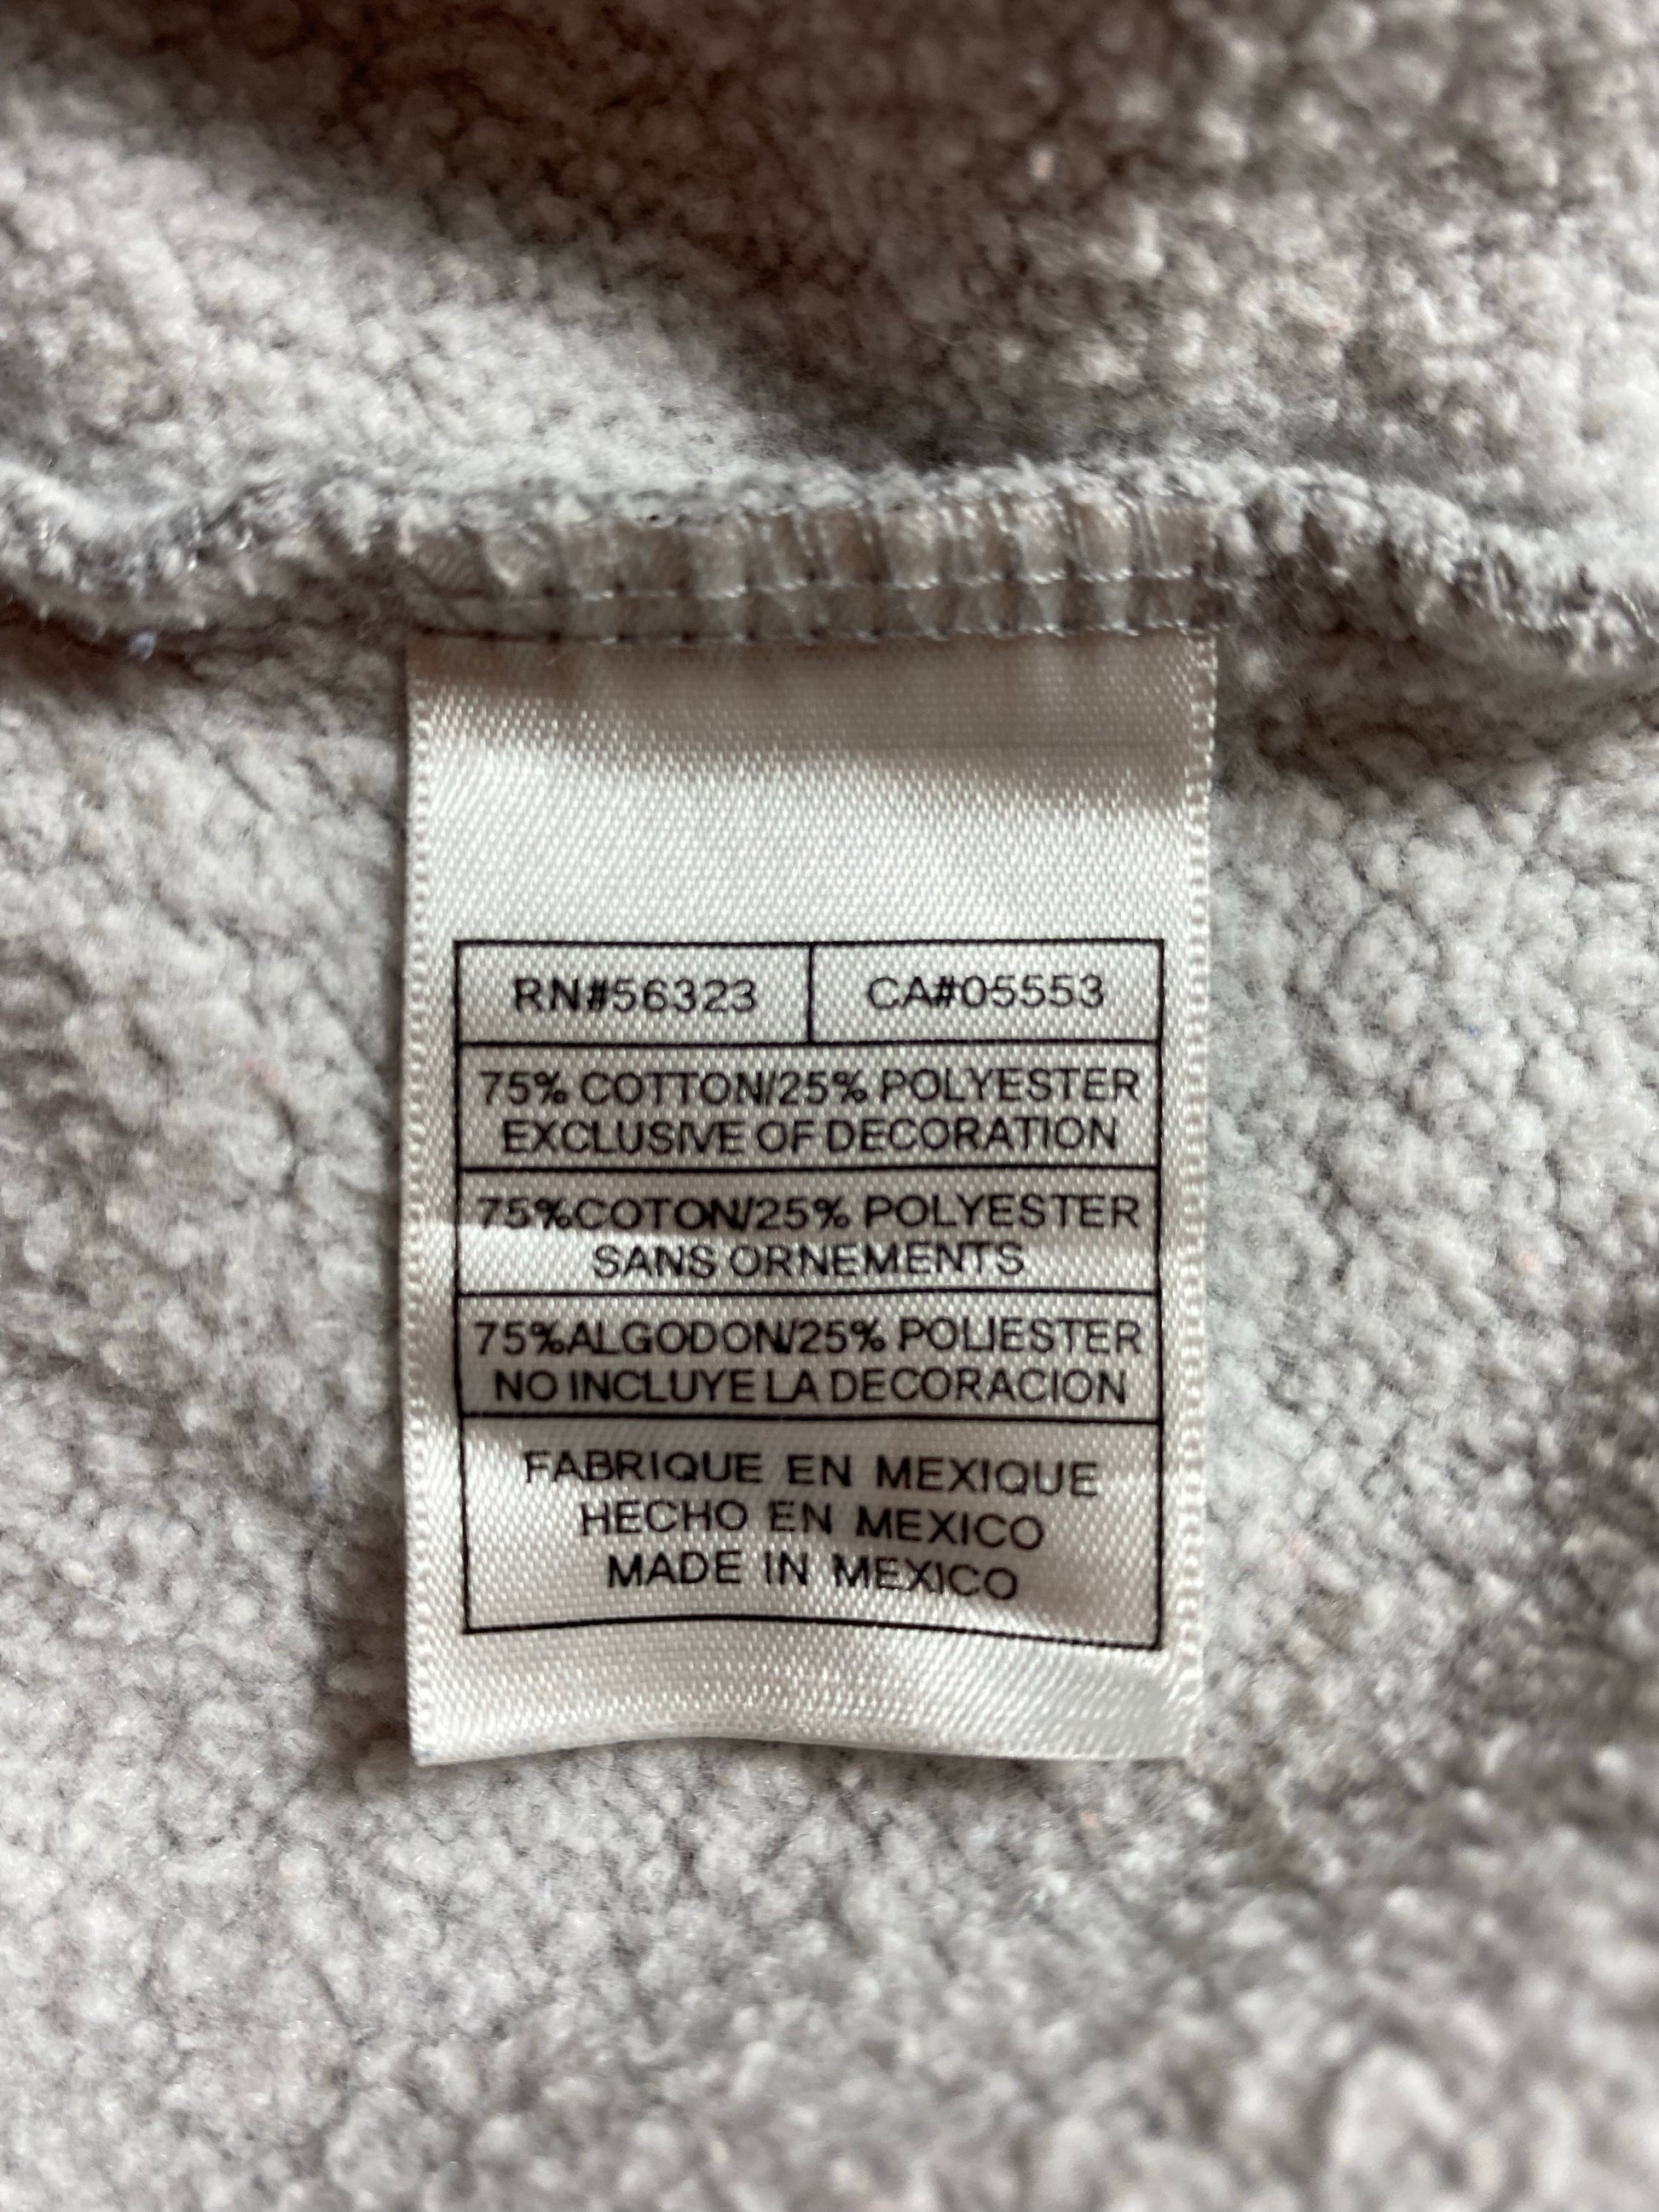 RN#56323 CA#05553
75% COTTON/25% POLYESTER
EXCLUSIVE OF DECORATION
75%COTON/25% POLYESTER
SANS ORNEMENTS
75%ALGODON/25% POLIESTER
NO INCLUYE LA DECORACION
FABRIQUE EN MEXIQUE
HECHO EN MEXICO
MADE IN MEXICO